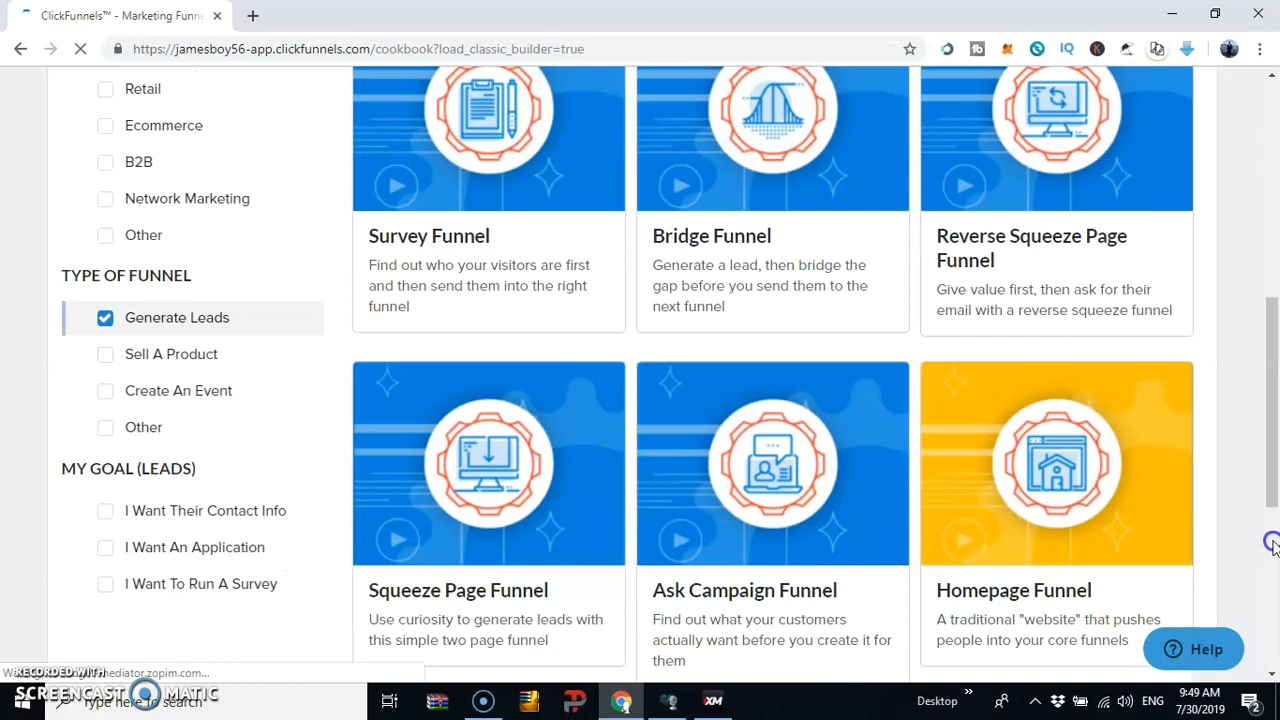 ClickFunnels™ - Marketing Funne
https://jamesboy56-app.clickfunnels.com/cookbook?load_classic_builder=true
Retail
Ecommerce
B2B
Network Marketing
Other
TYPE OF FUNNEL
Generate Leads
Sell A Product
Create An Event
Other
MY GOAL (LEADS)
I Want Their Contact Info
I Want An Application
I Want To Run A Survey
Survey Funnel
Find out who your visitors are first
and then send them into the right
funnel
Bridge Funnel
Generate a lead, then bridge the
gap before you send them to the
next funnel
Reverse Squeeze Page
Funnel
Give value first, then ask for their
email with a reverse squeeze funnel
Squeeze Page Funnel
Use curiosity to generate leads with
this simple two page funnel
Ask Campaign Funnel
Find out what your customers
actually want before you create it for
them
Homepage Funnel
A traditional "website" that pushes
people into your core funnels
Help
mediator.zopim.com...
RECORDED WITH
SCREENCAST MATIC
Type here to search
XM
Desktop
ENG
9:49 AM
7/30/2019
2